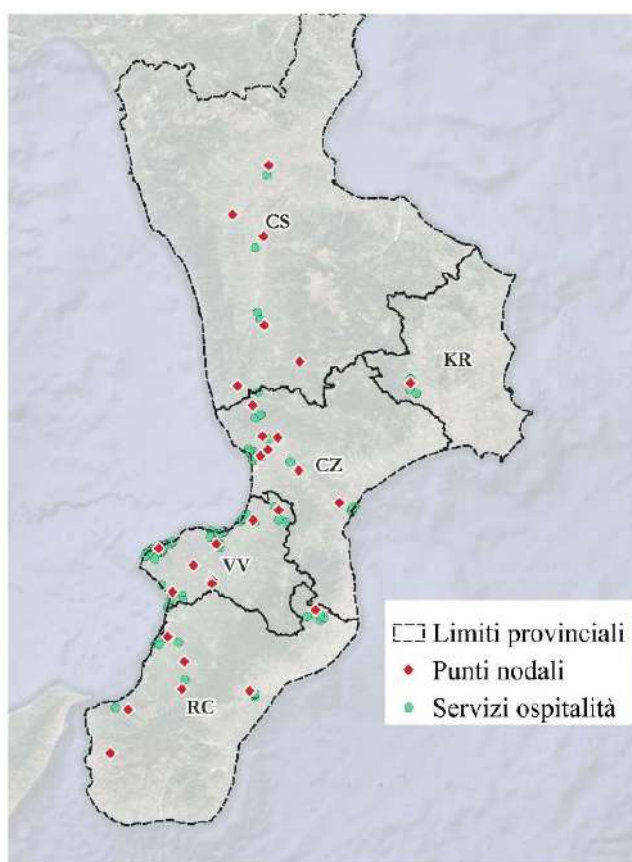 CS
KR
CZ
VV
RC
Limiti provinciali
Punti nodali
Servizi ospitalità